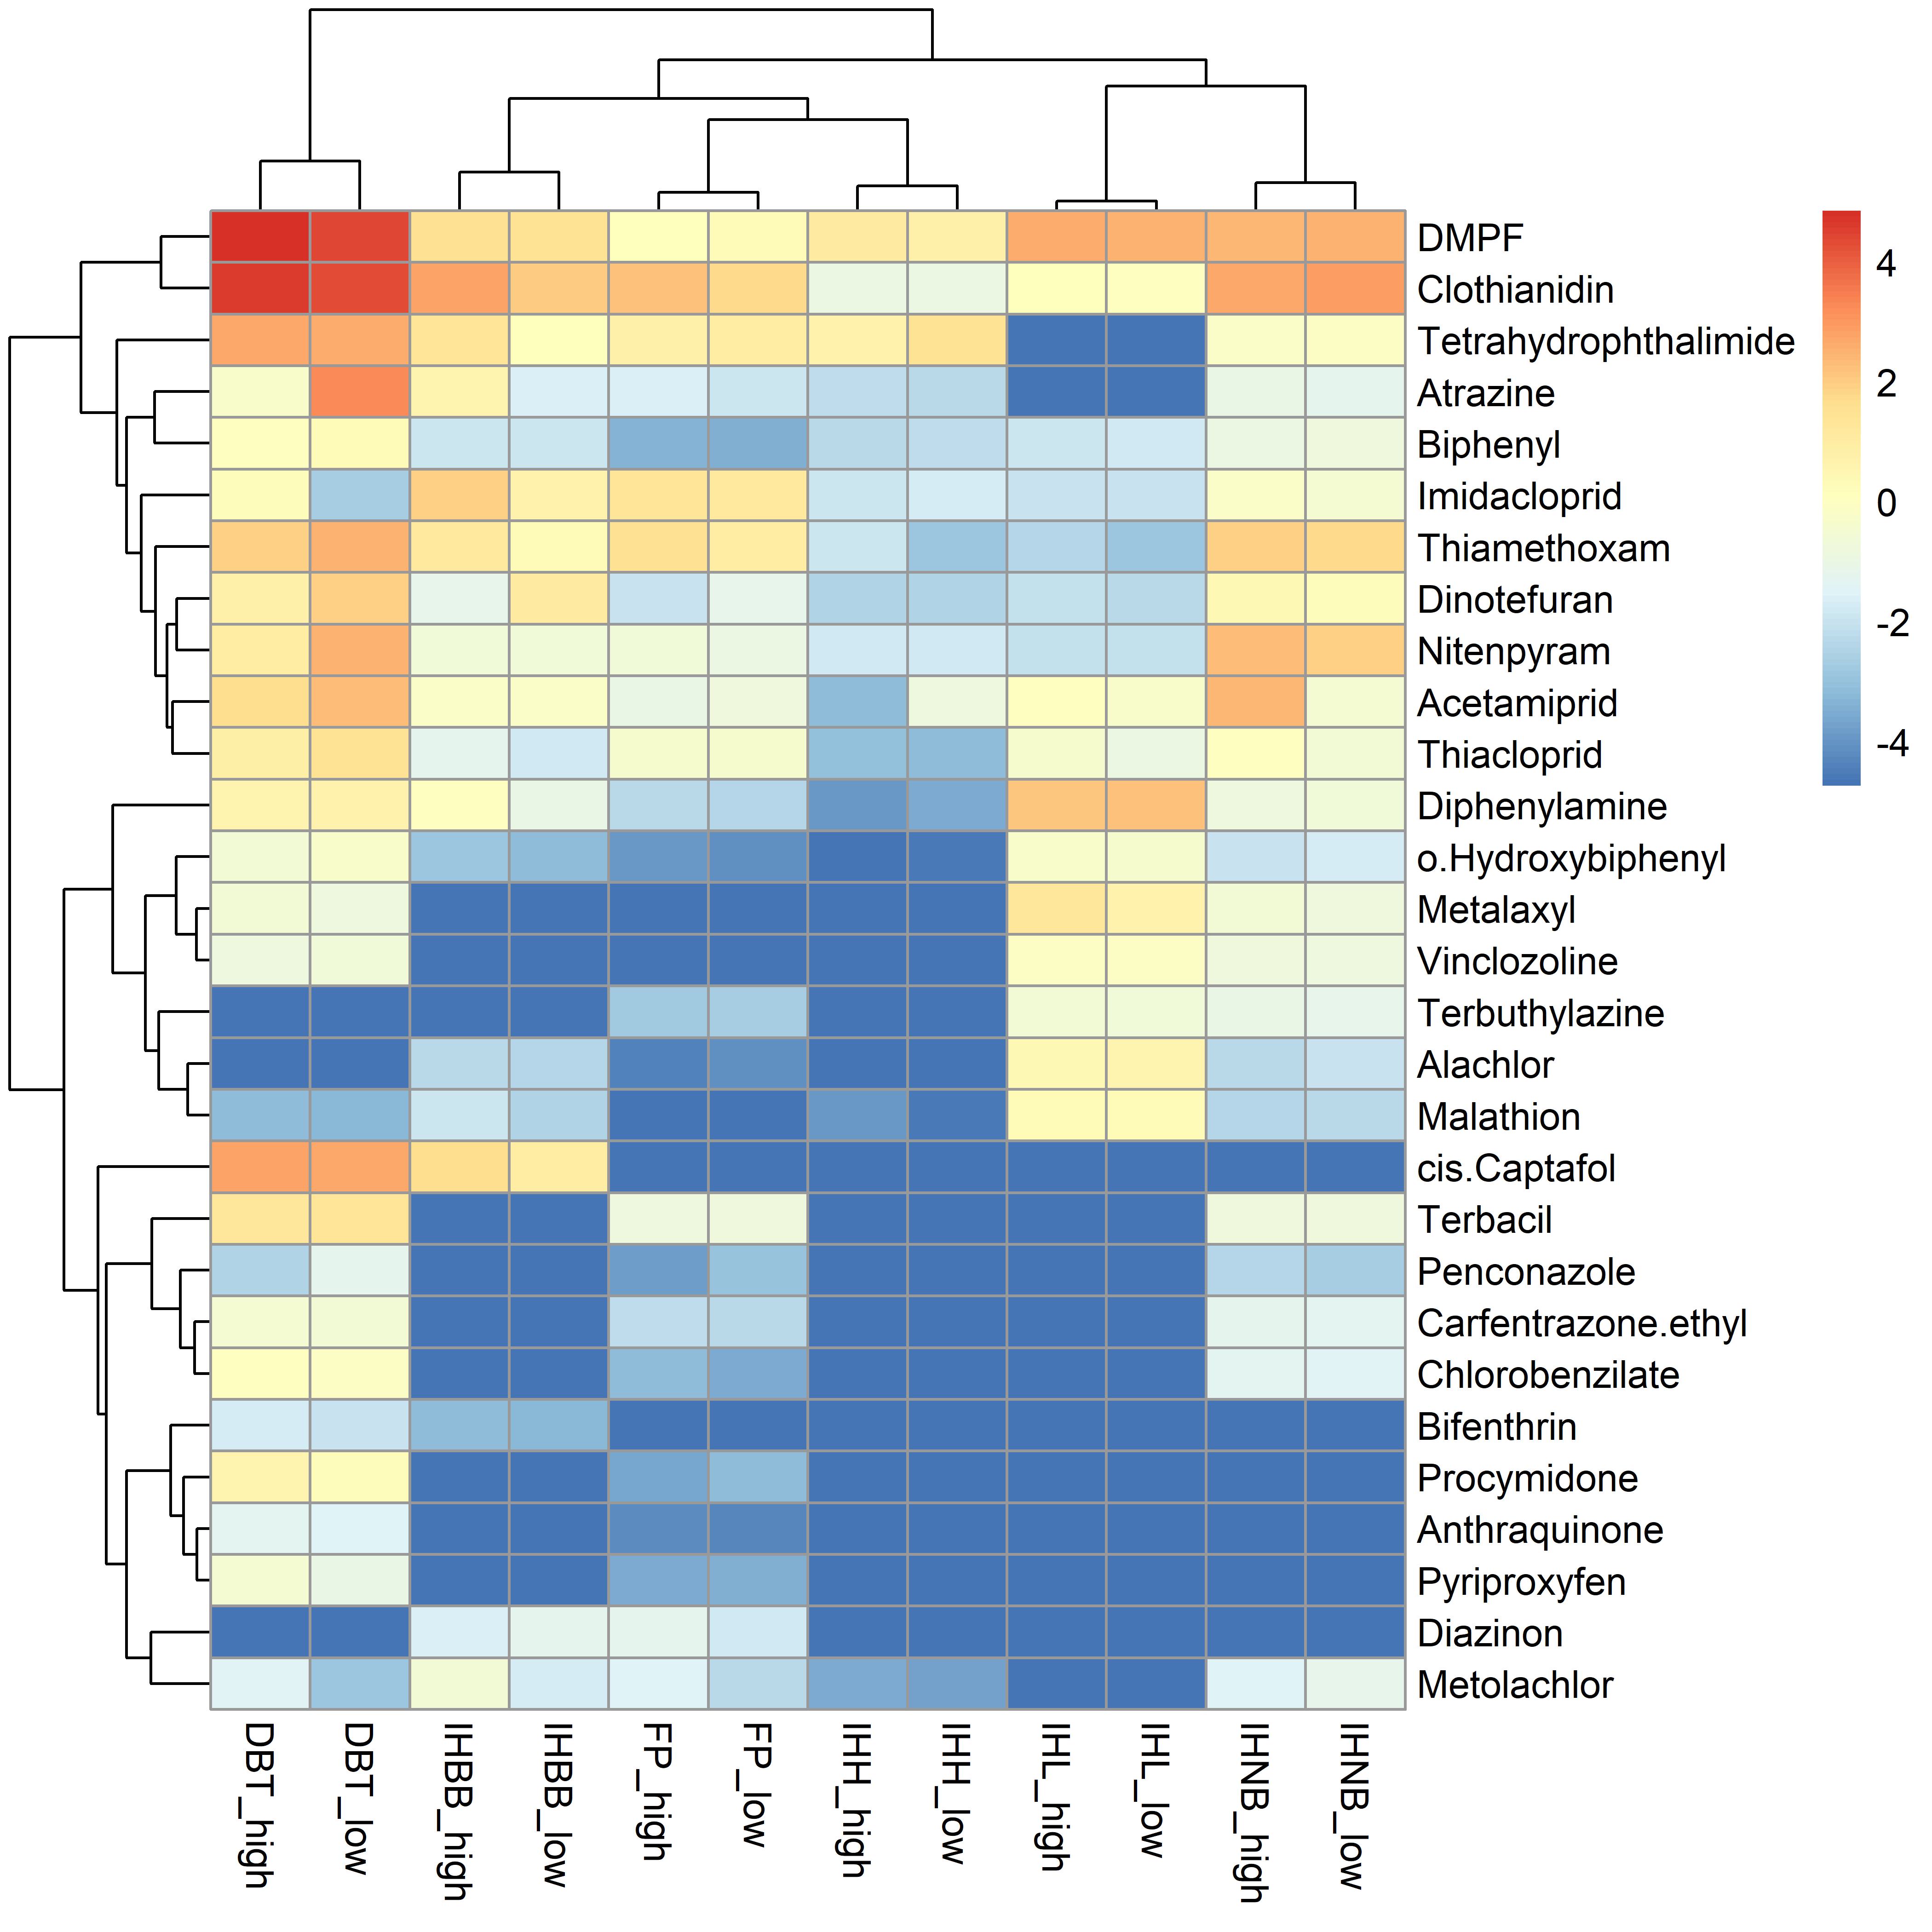 DMPF
Clothianidin
Tetrahydrophthalimide
Atrazine
Biphenyl
Imidacloprid
Thiamethoxam
Dinotefuran
Nitenpyram
Acetamiprid
Thiacloprid
Diphenylamine
o.Hydroxybiphenyl
Metalaxyl
Vinclozoline
Terbuthylazine
Alachlor
Malathion
cis.Captafol
Terbacil
Penconazole
Carfentrazone.ethyl
Chlorobenzilate
Bifenthrin
Procymidone
Anthraquinone
Pyriproxyfen
Diazinon
Metolachlor
4
2
0
-2
-4
DBT_high
DBT_low
IHBB_high
IHBB_low
FP_high
FP_low
IHH_high
IHH_low
IHL_high
IHL_low
IHNB_high
IHNB_low